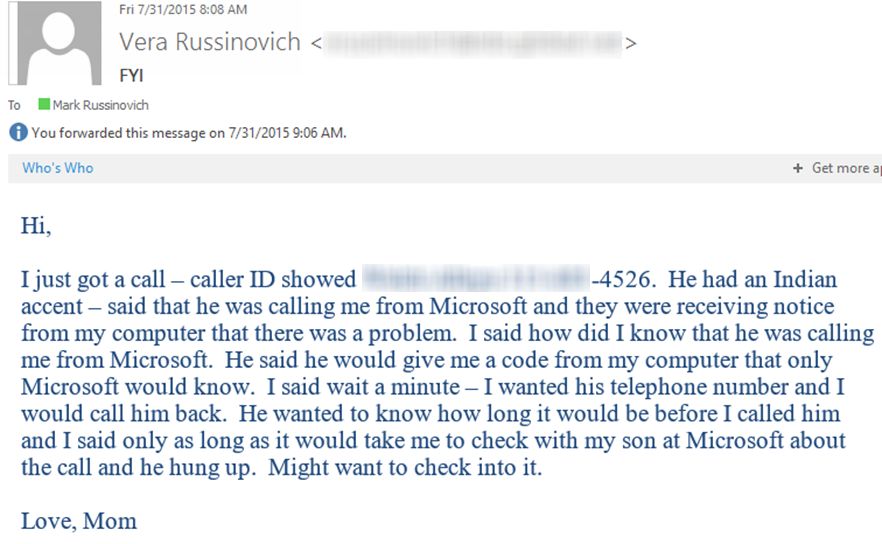 Fri 7/31/2015 8:08 AM
Vera Russinovich < >
FYI
To Mark Russinovich
You forwarded this message on 7/31/2015 9:06 AM.
Who's Who + Get more a
Hi,
I just got a call – caller ID showed -4526. He had an Indian
accent – said that he was calling me from Microsoft and they were receiving notice
from my computer that there was a problem. I said how did I know that he was calling
me from Microsoft. He said he would give me a code from my computer that only
Microsoft would know. I said wait a minute – I wanted his telephone number and I
would call him back. He wanted to know how long it would be before I called him
and I said only as long as it would take me to check with my son at Microsoft about
the call and he hung up. Might want to check into it.
Love, Mom